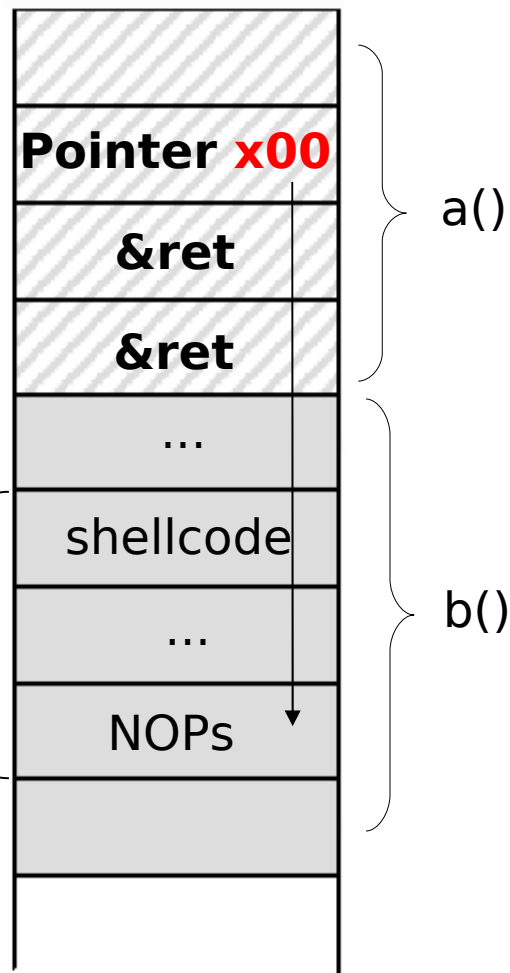 Pointer x00
a()
&ret
&ret
...
shellcode
b()
...
NOPs